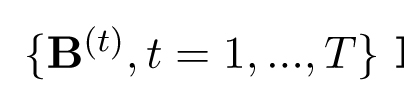 {B^(t), t = 1, ..., T}